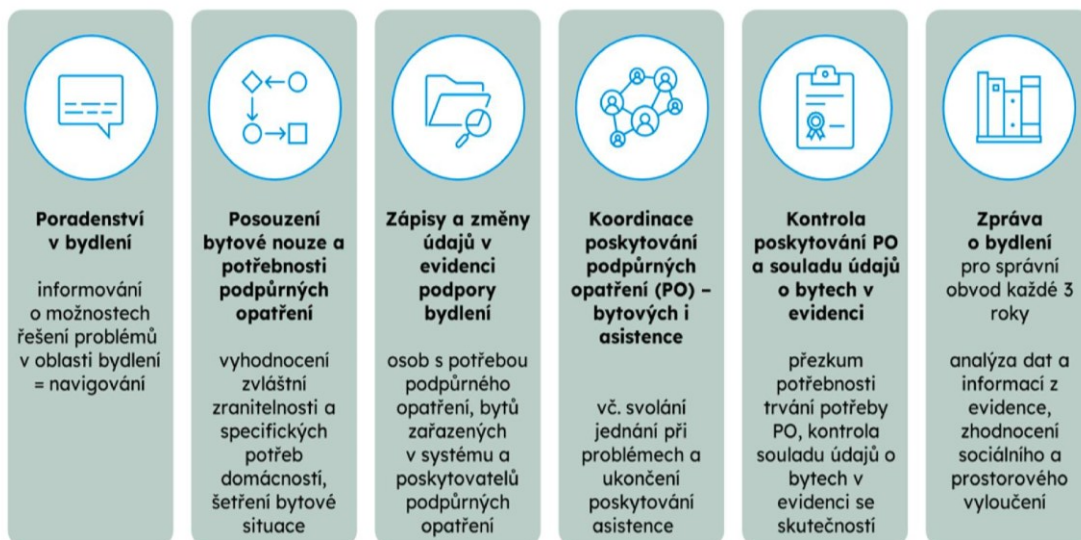 Poradenství
v bydlení
informování
o možnostech
řešení problémů
v oblasti bydlení
= navigování
Posouzení
bytové nouze a
potřebnosti
podpůrných
opatření
vyhodnocení
zvláštní
zranitelnosti a
specifických
potřeb
domácností,
šetření bytové
situace
Zápisy a změny
údajů v
evidenci
podpory
bydlení
osob s potřebou
podpůrného
opatření, bytů
zařazených
v systému a
poskytovatelů
podpůrných
opatření
Koordinace
poskytování
podpůrných
opatření (PO) –
bytových i
asistence
vč. svolání
jednání při
problémech a
ukončení
poskytování
asistence
Kontrola
poskytování PO
a souladu údajů
o bytech v
evidenci
přezkum
potřebnosti
trvání potřeby
PO, kontrola
souladu údajů o
bytech v
evidenci se
skutečností
Zpráva
o bydlení
pro správní
obvod každé 3
roky
analýza dat a
informací z
evidence,
zhodnocení
sociálního a
prostorového
vyloučení